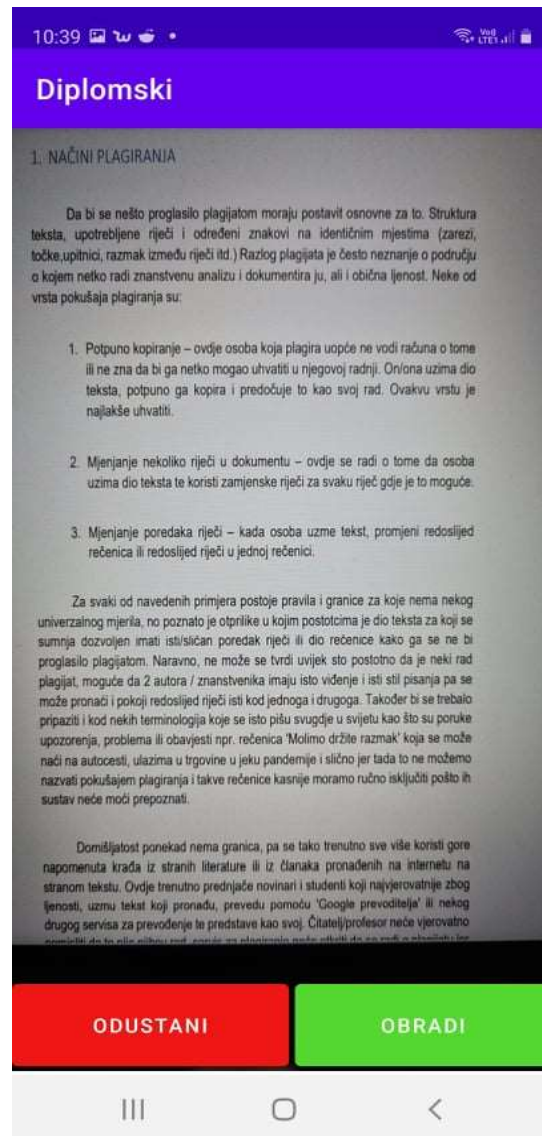 10:39
Vo))
LTE1
Diplomski
1. NAČINI PLAGIRANJA
Da bi se nešto proglasilo plagijatom moraju postavit osnovne za to. Struktura
teksta, upotrebljene riječi i određeni znakovi na identičnim mjestima (zarezi,
točke,upitnici, razmak između riječi itd.) Razlog plagijata je često neznanje o području
o kojem netko radi znanstvenu analizu i dokumentira ju, ali i obična ljenost. Neke od
vrsta pokušaja plagiranja su:
1. Potpuno kopiranje – ovdje osoba koja plagira uopće ne vodi računa o tome
ili ne zna da bi ga netko mogao uhvatiti u njegovoj radnji. On/ona uzima dio
teksta, potpuno ga kopira i predočuje to kao svoj rad. Ovakvu vrstu je
najlakše uhvatiti.
2. Mjenjanje nekoliko riječi u dokumentu – ovdje se radi o tome da osoba
uzima dio teksta te koristi zamjenske riječi za svaku riječ gdje je to moguće.
3. Mjenjanje poredaka riječi – kada osoba uzme tekst, promjeni redoslijed
rečenica ili redoslijed riječi u jednoj rečenici.
Za svaki od navedenih primjera postoje pravila i granice za koje nema nekog
univerzalnog mjerila, no poznato je otprilike u kojim postotcima je dio teksta za koji se
sumnja dozvoljen imati isti/sličan poredak riječi ili dio rečenice kako ga se ne bi
proglasilo plagijatom. Naravno, ne može se tvrdi uvijek sto postotno da je neki rad
plagijat, moguće da 2 autora / znanstvenika imaju isto viđenje i isti stil pisanja pa se
može pronaći i pokoji redoslijed riječi isti kod jednoga i drugoga. Također bi se trebalo
pripaziti i kod nekih terminologija koje se isto pišu svugdje u svijetu kao što su poruke
upozorenja, problema ili obavjesti npr. rečenica 'Molimo držite razmak' koja se može
naći na autocesti, ulazima u trgovine u jeku pandemije i slično jer tada to ne možemo
nazvati pokušajem plagiranja i takve rečenice kasnije moramo ručno isključiti pošto ih
sustav neće moći prepoznati.
Domišljatost ponekad nema granica, pa se tako trenutno sve više koristi gore
napomenuta krađa iz stranih literature ili iz članaka pronađenih na internetu na
stranom tekstu. Ovdje trenutno prednjače novinari i studenti koji najvjerovatnije zbog
ljenosti, uzmu tekst koji pronađu, prevedu pomoću 'Google prevoditelja' ili nekog
drugog servisa za prevođenje te predstave kao svoj. Čitatelj/profesor neće vjerovatno
ODUSTANI
OBRADI